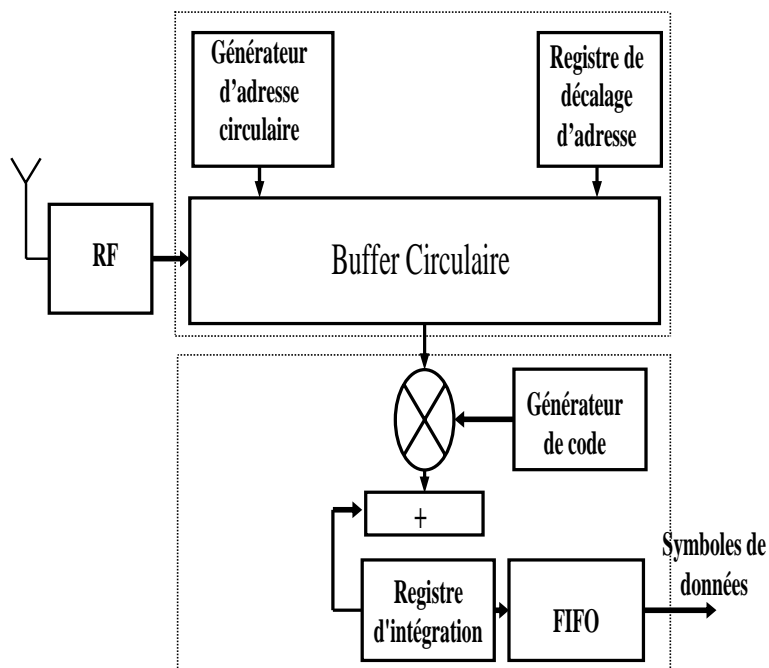 Générateur
d'adresse
circulaire
Registre de
décalage
d'adresse
RF
Buffer Circulaire
Générateur
de code
+
Symboles de
données
Registre
d'intégration
FIFO